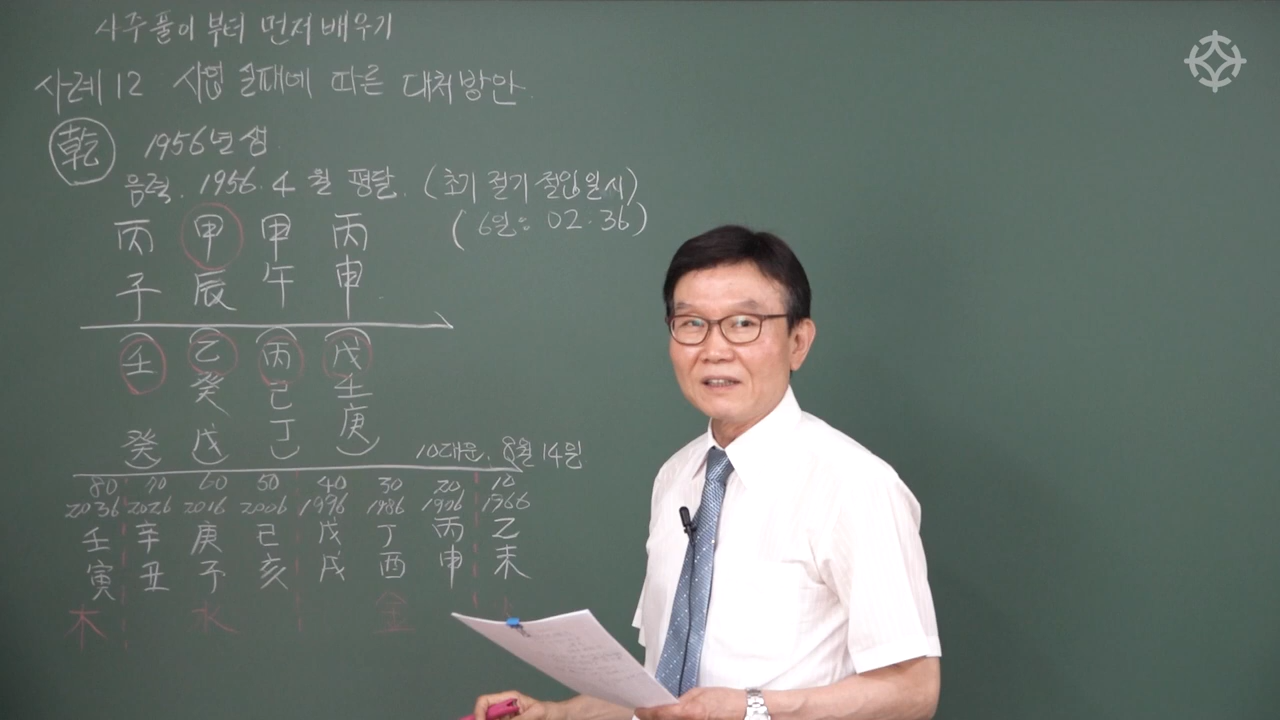 사주풀이 부터 먼저 배우기
사례 12 사업 실패에 따른 대처방안.
乾 1956년생
음력. 1956. 4월 평달. (초기 절기 절입일시)
(6일: 02:36)
丙 甲 甲 丙
子 辰 午 申
壬 乙 丙 戊
癸 己 壬
癸 戊 丁 庚
10대운. 8월 14일
80 70 60 50 40 30 20 10
2036 2026 2016 2006 1996 1986 1966
壬 辛 庚 己 戊 丁 丙 乙
寅 丑 子 亥 戌 酉 申 未
木 水 金